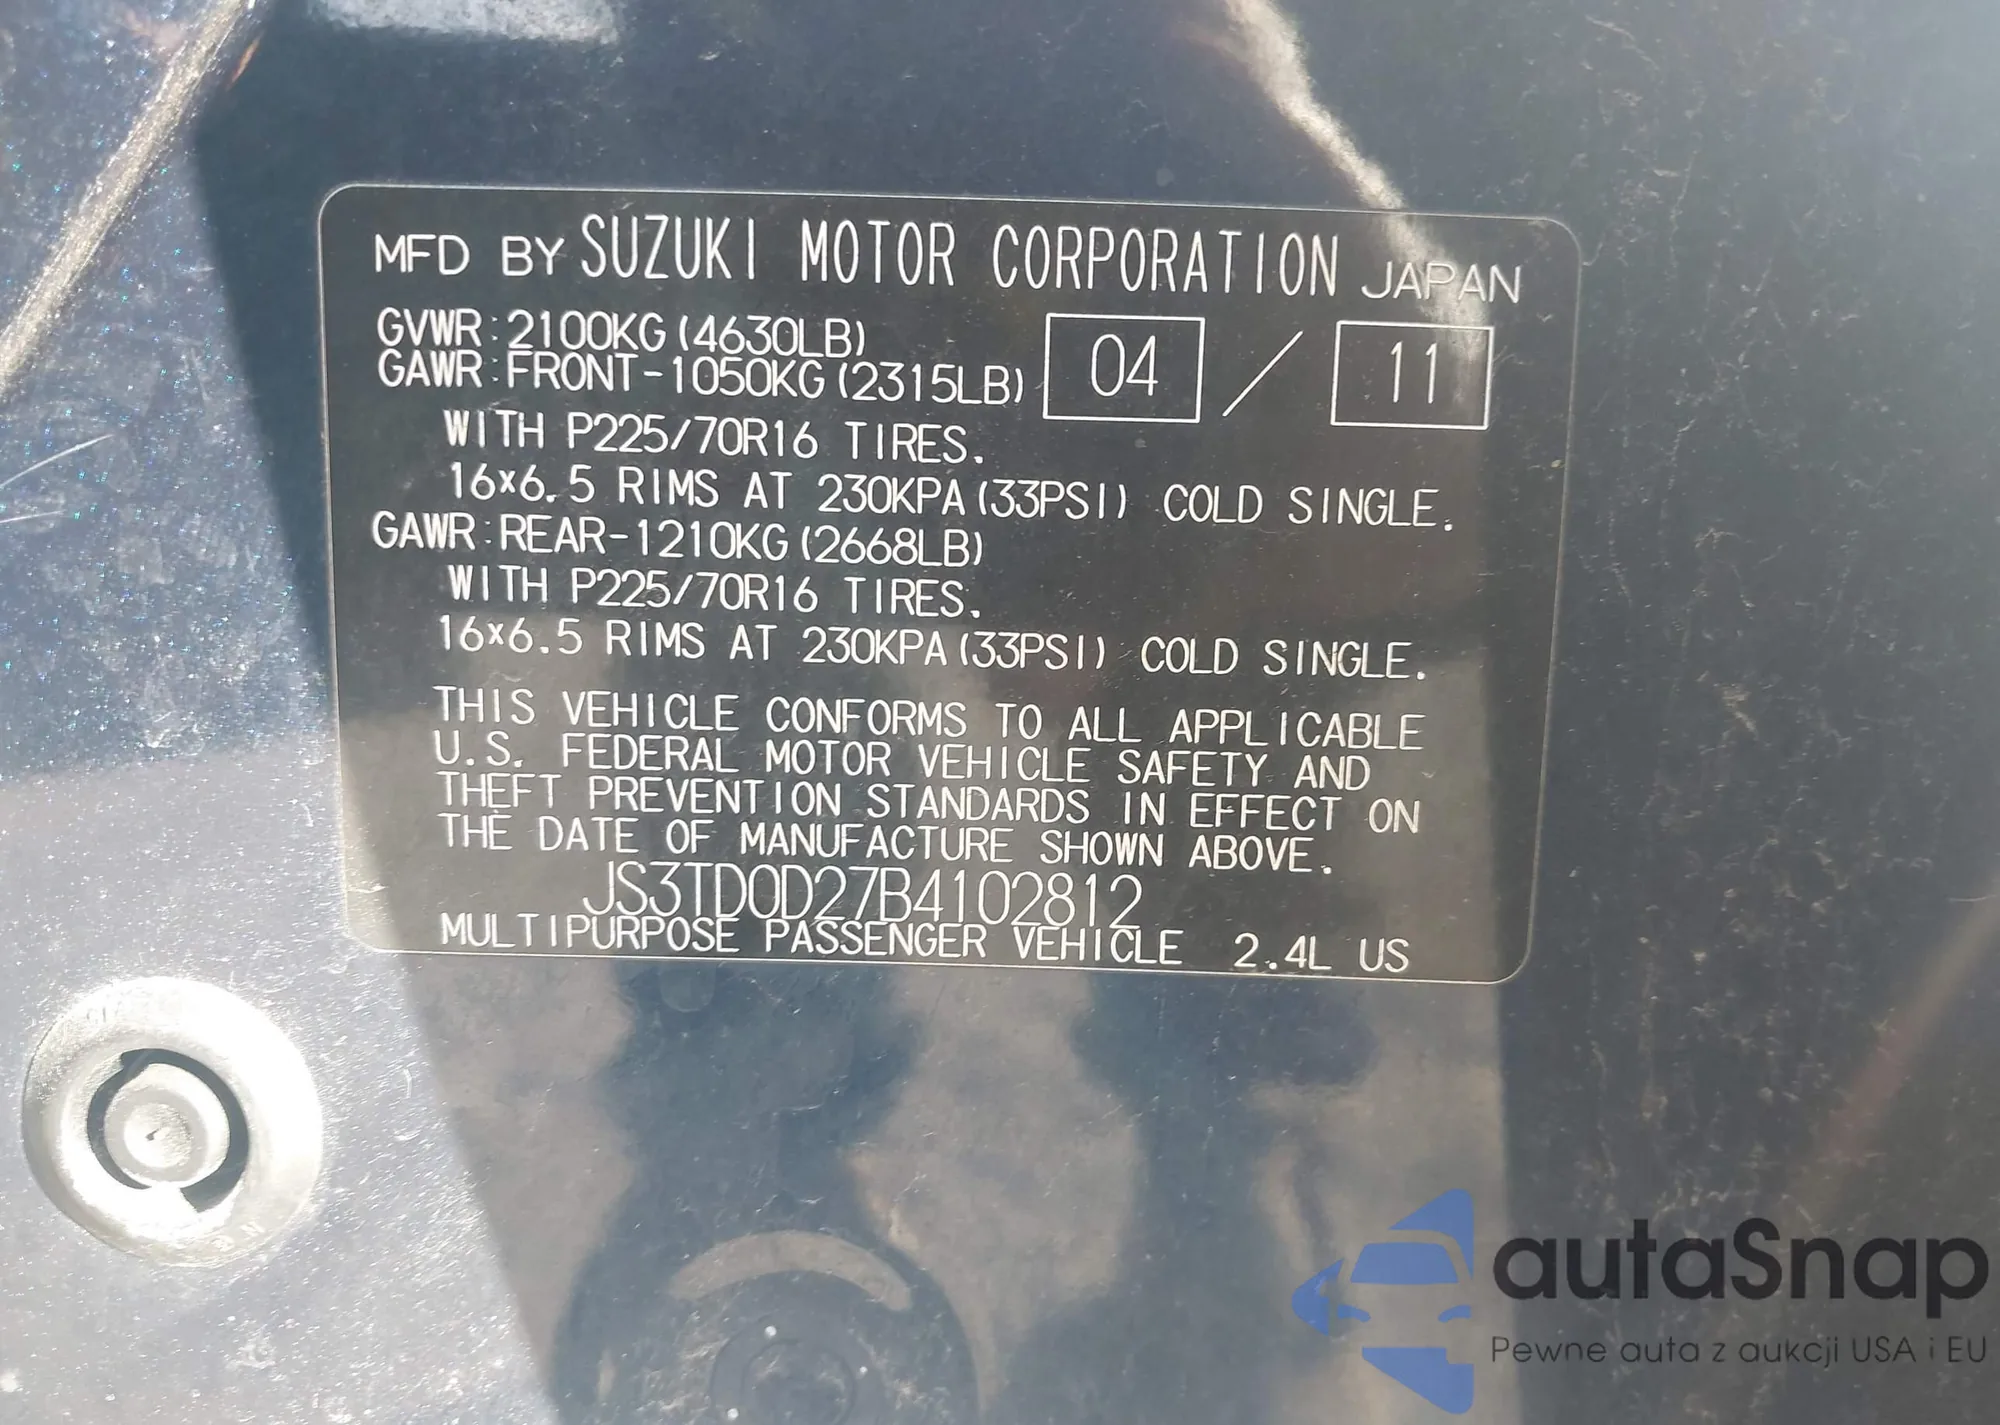 MFD BY SUZUKI MOTOR CORPORATION JAPAN
GVWR:2100KG(4630LB)
GAWR:FRONT-1050KG(2315LB) 04 / 11
WITH P225/70R16 TIRES.
16×6.5 RIMS AT 230KPA(33PSI) COLD SINGLE.
GAWR:REAR-1210KG(2668LB)
WITH P225/70R16 TIRES.
16×6.5 RIMS AT 230KPA(33PSI) COLD SINGLE.
THIS VEHICLE CONFORMS TO ALL APPLICABLE
U.S. FEDERAL MOTOR VEHICLE SAFETY AND
THEFT PREVENTION STANDARDS IN EFFECT ON
THE DATE OF MANUFACTURE SHOWN ABOVE.
JS3TD0D27B4102812
MULTIPURPOSE PASSENGER VEHICLE 2.4L US
autaSnap
Pewne auta z aukcji USA i EU